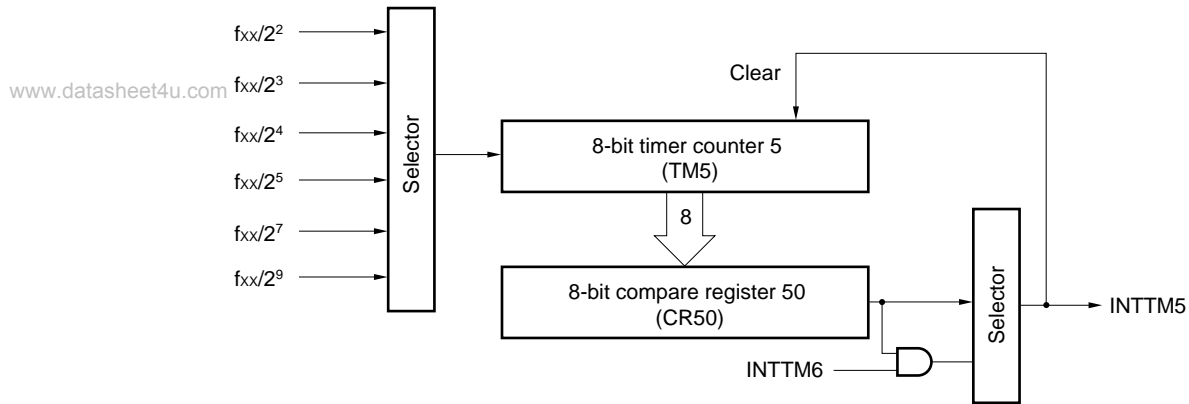 fxx/2²
fxx/2³
www.datasheet4u.com
fxx/2⁴
fxx/2⁵
fxx/2⁷
fxx/2⁹
Selector
Clear
8-bit timer counter 5
(TM5)
8
8-bit compare register 50
(CR50)
INTTM6
Selector
INTTM5